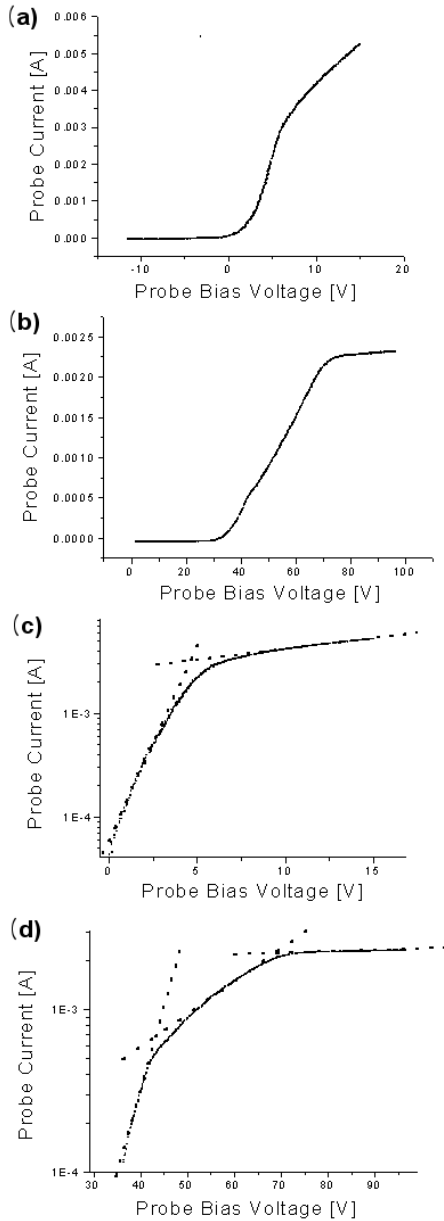 (a)
0.006
0.005
0.004
0.003
0.002
0.001
0.000
Probe Current [A]
-10 0 10 20
Probe Bias Voltage [V]
(b)
0.0025
0.0020
0.0015
0.0010
0.0005
0.0000
Probe Current [A]
0 20 40 60 80 100
Probe Bias Voltage [V]
(c)
1E-3
1E-4
Probe Current [A]
0 5 10 15
Probe Bias Voltage [V]
(d)
1E-3
1E-4
Probe Current [A]
30 40 50 60 70 80 90
Probe Bias Voltage [V]